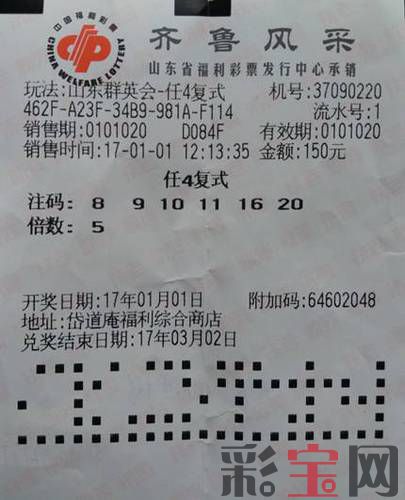 中国福利彩票
CHINA WELFARE LOTTERY
齐鲁风采
山东省福利彩票发行中心承销
玩法:山东群英会-任4复式 机号:37090220
462F-A23F-34B9-981A-F114 流水号:1
销售期:0101020 D084F 有效期:0101020
销售时间:17-01-01 12:13:35 金额:150元
任4复式
注码: 8 9 10 11 16 20
倍数: 5
开奖日期:17年01月01日 附加码:64602048
地址:岱道庵福利综合商店
兑奖结束日期:17年03月02日
彩宝网